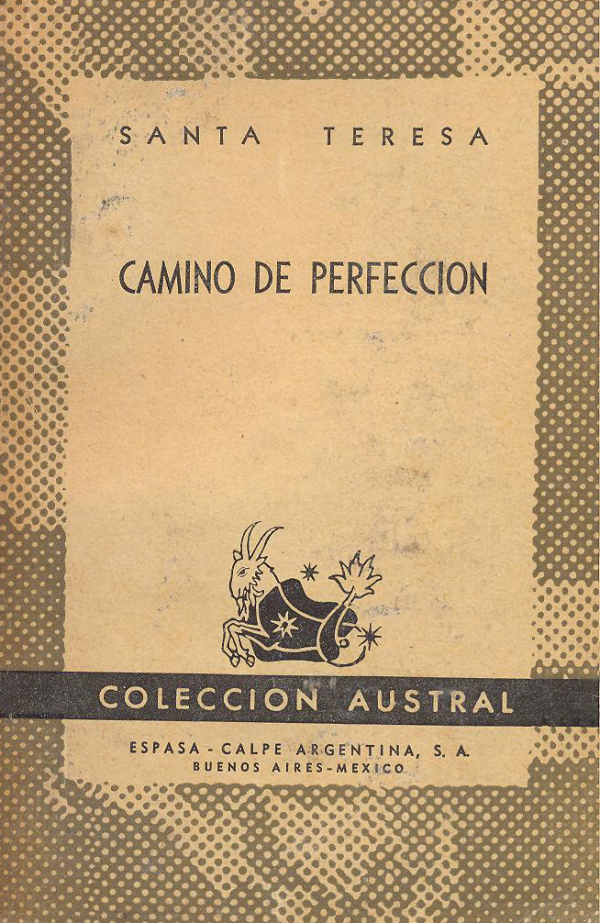 SANTA TERESA
CAMINO DE PERFECCION
COLECCION AUSTRAL
ESPASA - CALPE ARGENTINA, S. A.
BUENOS AIRES-MEXICO